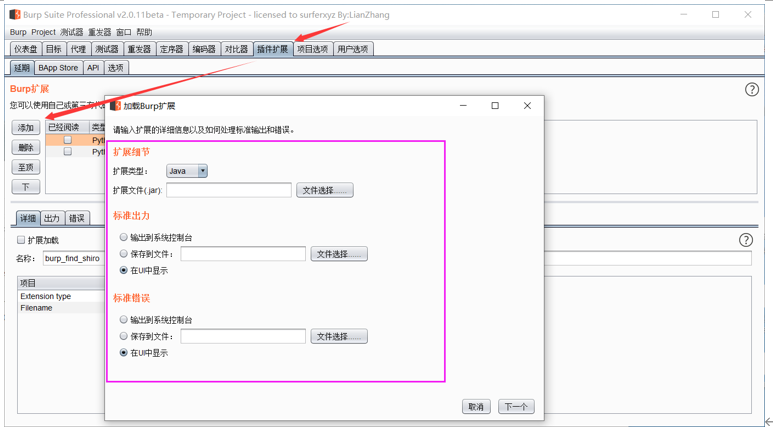 Burp Suite Professional v2.0.11beta - Temporary Project - licensed to surferxyz By:LianZhang
Burp Project 测试器 重发器 窗口 帮助
仪表盘 目标 代理 测试器 重发器 定序器 编码器 对比器 插件扩展 项目选项 用户选项
延期 BApp Store API 选项
Burp扩展
您可以使用自己或第三方代
添加 已经阅读 类型
删除 Pyth
至顶 Pyth
下
详细 出力 错误
扩展加载
名称: burp_find_shiro
项目
Extension type
Filename
加载Burp扩展
请输入扩展的详细信息以及如何处理标准输出和错误。
扩展细节
扩展类型: Java
扩展文件(.jar): 文件选择......
标准出力
输出到系统控制台
保存到文件: 文件选择......
在UI中显示
标准错误
输出到系统控制台
保存到文件: 文件选择......
在UI中显示
取消 下一个